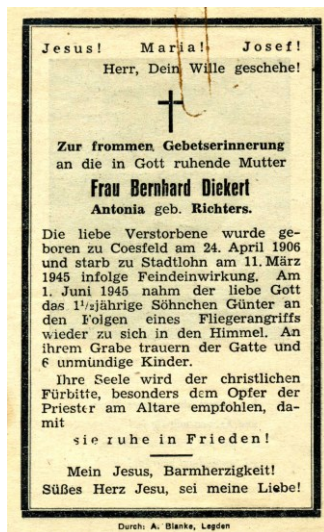 Jesus! Maria! Josef!
Herr, Dein Wille geschehe!
Zur frommen Gebetserinnerung
an die in Gott ruhende Mutter
Frau Bernhard Diekert
Antonia geb. Richters.
Die liebe Verstorbene wurde ge-
boren zu Coesfeld am 24. April 1906
und starb zu Stadtlohn am 11. März
1945 infolge Feindeinwirkung. Am
1. Juni 1945 nahm der liebe Gott
das 1½jährige Söhnchen Günter an
den Folgen eines Fliegerangriffs
wieder zu sich in den Himmel. An
ihrem Grabe trauern der Gatte und
6 unmündige Kinder.
Ihre Seele wird der christlichen
Fürbitte, besonders dem Opfer der
Priester am Altare empfohlen, da-
mit
sie ruhe in Frieden!
Mein Jesus, Barmherzigkeit!
Süßes Herz Jesu, sei meine Liebe!
Durch: A. Blanke, Legden